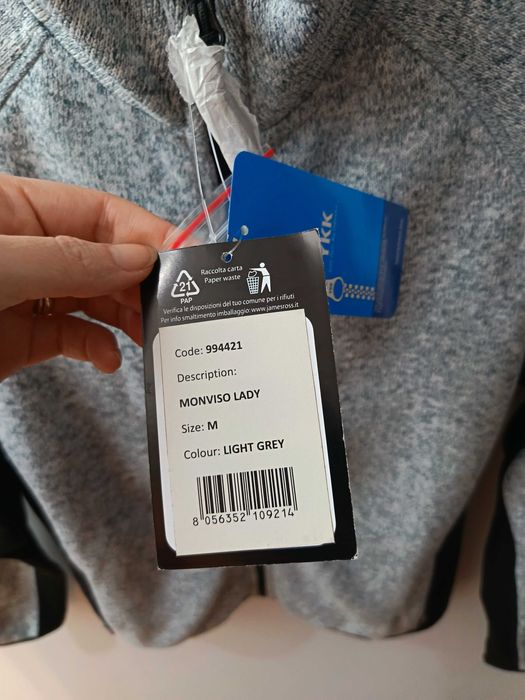 YKK
21
PAP
Raccolta carta
Paper waste
Verifica le disposizioni del tuo comune per i rifiuti
Per info smaltimento imballaggio: www.jamesross.it
Code: 994421
Description:
MONVISO LADY
Size: M
Colour: LIGHT GREY
8 056352 109214